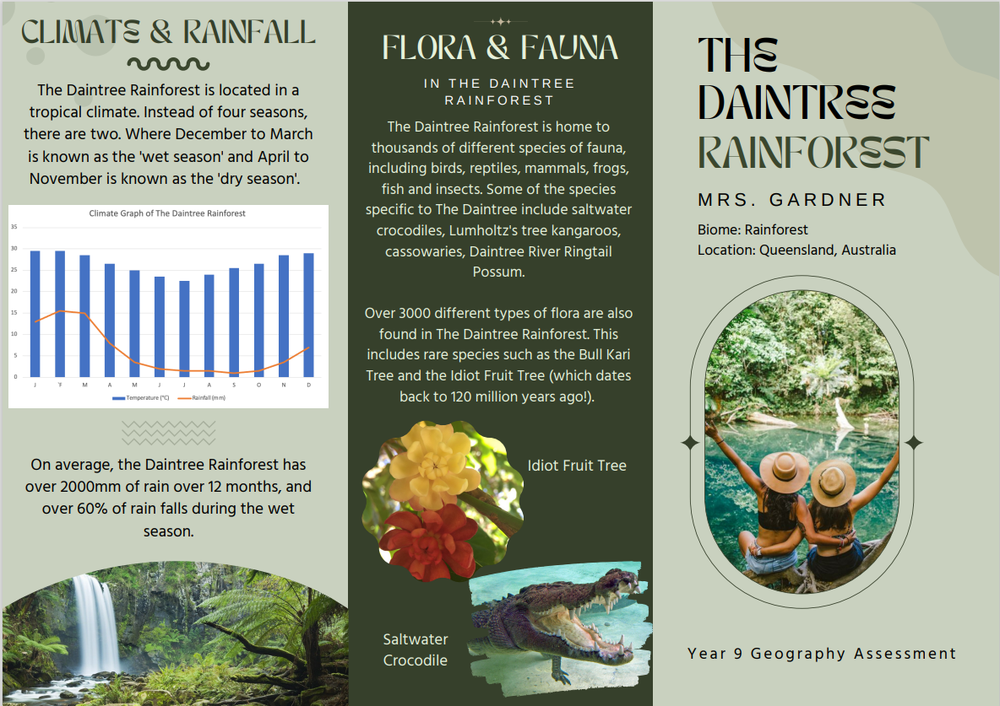 CLIMATE & RAINFALL
The Daintree Rainforest is located in a
tropical climate. Instead of four seasons,
there are two. Where December to March
is known as the 'wet season' and April to
November is known as the 'dry season'.
Climate Graph of The Daintree Rainforest
35
30
25
20
15
10
5
0
J 'F M A M J J A S O N D
Temperature (°C) Rainfall (mm)
On average, the Daintree Rainforest has
over 2000mm of rain over 12 months, and
over 60% of rain falls during the wet
season.
FLORA & FAUNA
IN THE DAINTREE
RAINFOREST
The Daintree Rainforest is home to
thousands of different species of fauna,
including birds, reptiles, mammals, frogs,
fish and insects. Some of the species
specific to The Daintree include saltwater
crocodiles, Lumholtz's tree kangaroos,
cassowaries, Daintree River Ringtail
Possum.
Over 3000 different types of flora are also
found in The Daintree Rainforest. This
includes rare species such as the Bull Kari
Tree and the Idiot Fruit Tree (which dates
back to 120 million years ago!).
Idiot Fruit Tree
Saltwater
Crocodile
THE
DAINTREE
RAINFOREST
MRS. GARDNER
Biome: Rainforest
Location: Queensland, Australia
Year 9 Geography Assessment